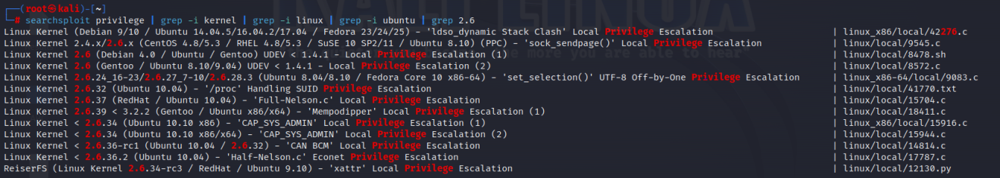 (root㉿kali)-[~]
# searchsploit privilege | grep -i kernel | grep -i linux | grep -i ubuntu | grep 2.6
Linux Kernel (Debian 9/10 / Ubuntu 14.04.5/16.04.2/17.04 / Fedora 23/24/25) - 'ldso_dynamic Stack Clash' Local Privilege Escalation | linux_x86/local/42276.c
Linux Kernel 2.4.x/2.6.x (CentOS 4.8/5.3 / RHEL 4.8/5.3 / SuSE 10 SP2/11 / Ubuntu 8.10) (PPC) - 'sock_sendpage()' Local Privilege Escalation | linux/local/9545.c
Linux Kernel 2.6 (Debian 4.0 / Ubuntu / Gentoo) UDEV < 1.4.1 - Local Privilege Escalation (1) | linux/local/8478.sh
Linux Kernel 2.6 (Gentoo / Ubuntu 8.10/9.04) UDEV < 1.4.1 - Local Privilege Escalation (2) | linux/local/8572.c
Linux Kernel 2.6.24_16-23/2.6.27_7-10/2.6.28.3 (Ubuntu 8.04/8.10 / Fedora Core 10 x86-64) - 'set_selection()' UTF-8 Off-by-One Privilege Escalation | linux_x86-64/local/9083.c
Linux Kernel 2.6.32 (Ubuntu 10.04) - '/proc' Handling SUID Privilege Escalation | linux/local/41770.txt
Linux Kernel 2.6.37 (RedHat / Ubuntu 10.04) - 'Full-Nelson.c' Local Privilege Escalation | linux/local/15704.c
Linux Kernel 2.6.39 < 3.2.2 (Gentoo / Ubuntu x86/x64) - 'Mempodipper' Local Privilege Escalation (1) | linux/local/18411.c
Linux Kernel < 2.6.34 (Ubuntu 10.10 x86) - 'CAP_SYS_ADMIN' Local Privilege Escalation (1) | linux_x86/local/15916.c
Linux Kernel < 2.6.34 (Ubuntu 10.10 x86/x64) - 'CAP_SYS_ADMIN' Local Privilege Escalation (2) | linux/local/15944.c
Linux Kernel < 2.6.36-rc1 (Ubuntu 10.04 / 2.6.32) - 'CAN BCM' Local Privilege Escalation | linux/local/14814.c
Linux Kernel < 2.6.36.2 (Ubuntu 10.04) - 'Half-Nelson.c' Econet Privilege Escalation | linux/local/17787.c
ReiserFS (Linux Kernel 2.6.34-rc3 / RedHat / Ubuntu 9.10) - 'xattr' Local Privilege Escalation | linux/local/12130.py